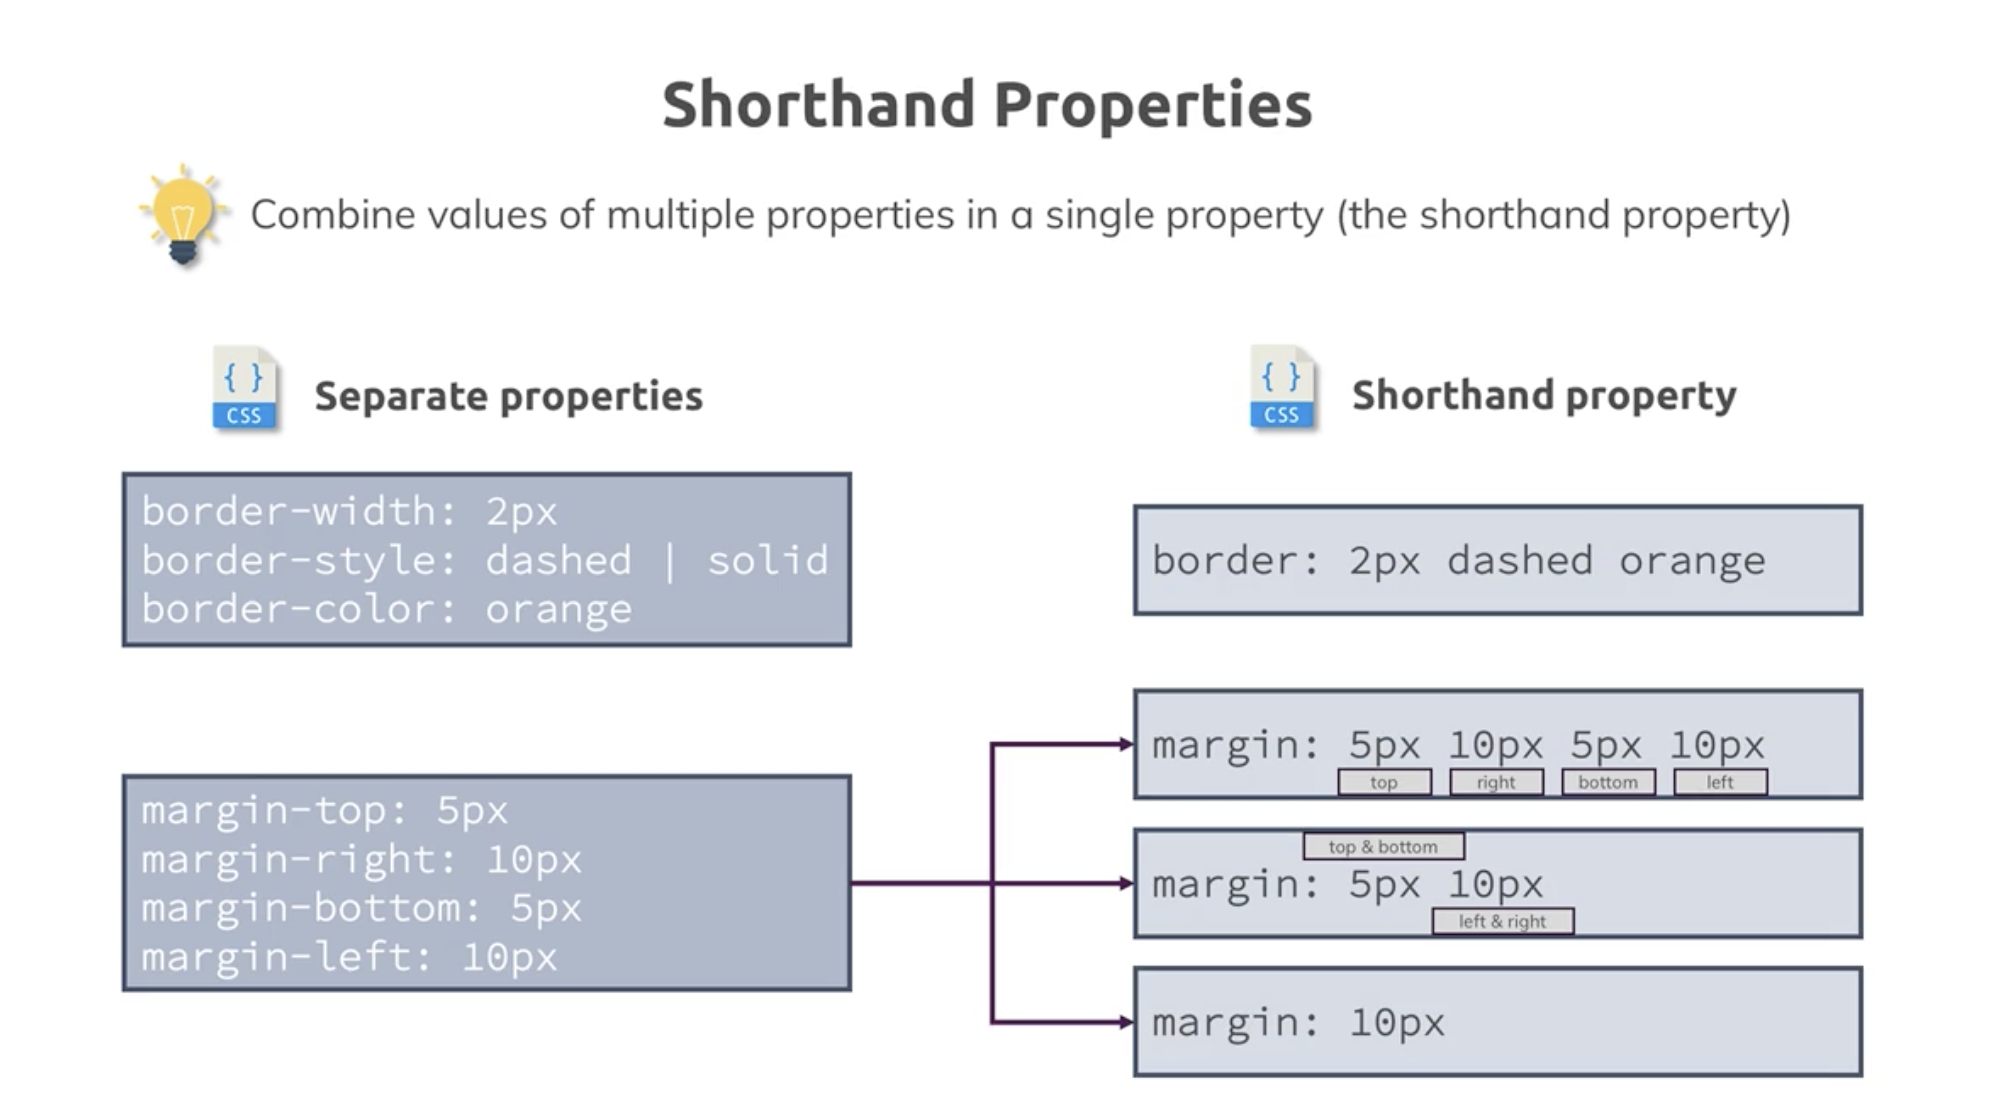 Shorthand Properties
Combine values of multiple properties in a single property (the shorthand property)
{ }
CSS
Separate properties
border-width: 2px
border-style: dashed | solid
border-color: orange
margin-top: 5px
margin-right: 10px
margin-bottom: 5px
margin-left: 10px
{ }
CSS
Shorthand property
border: 2px dashed orange
margin: 5px 10px 5px 10px
top right bottom left
top & bottom
margin: 5px 10px
left & right
margin: 10px